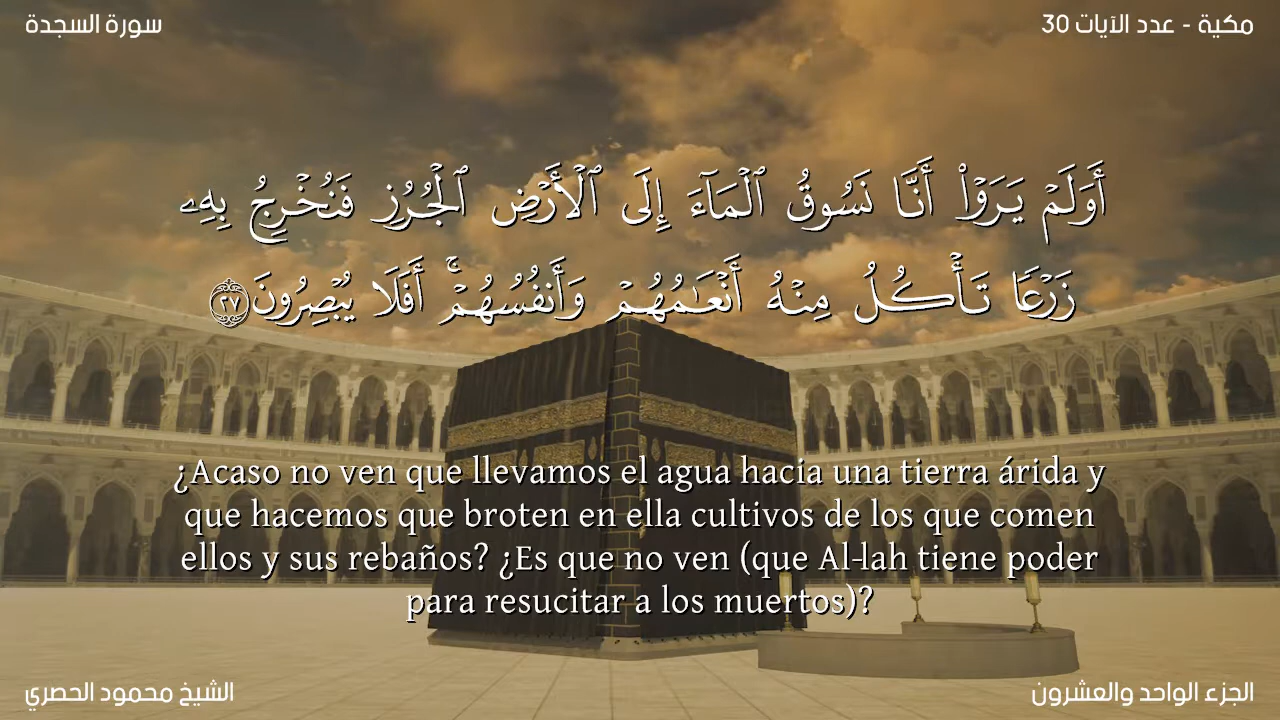 سورة السجدة
مكية - عدد الآيات 30
أَوَلَمْ يَرَوْا۟ أَنَّا نَسُوقُ ٱلْمَآءَ إِلَى ٱلْأَرْضِ ٱلْجُرُزِ فَنُخْرِجُ بِهِۦ
زَرْعًا تَأْكُلُ مِنْهُ أَنْعَـٰمُهُمْ وَأَنفُسُهُمْ ۖ أَفَلَا يُبْصِرُونَ ٢٧
¿Acaso no ven que llevamos el agua hacia una tierra árida y
que hacemos que broten en ella cultivos de los que comen
ellos y sus rebaños? ¿Es que no ven (que Al-lah tiene poder
para resucitar a los muertos)?
الشيخ محمود الحصري
الجزء الواحد والعشرون